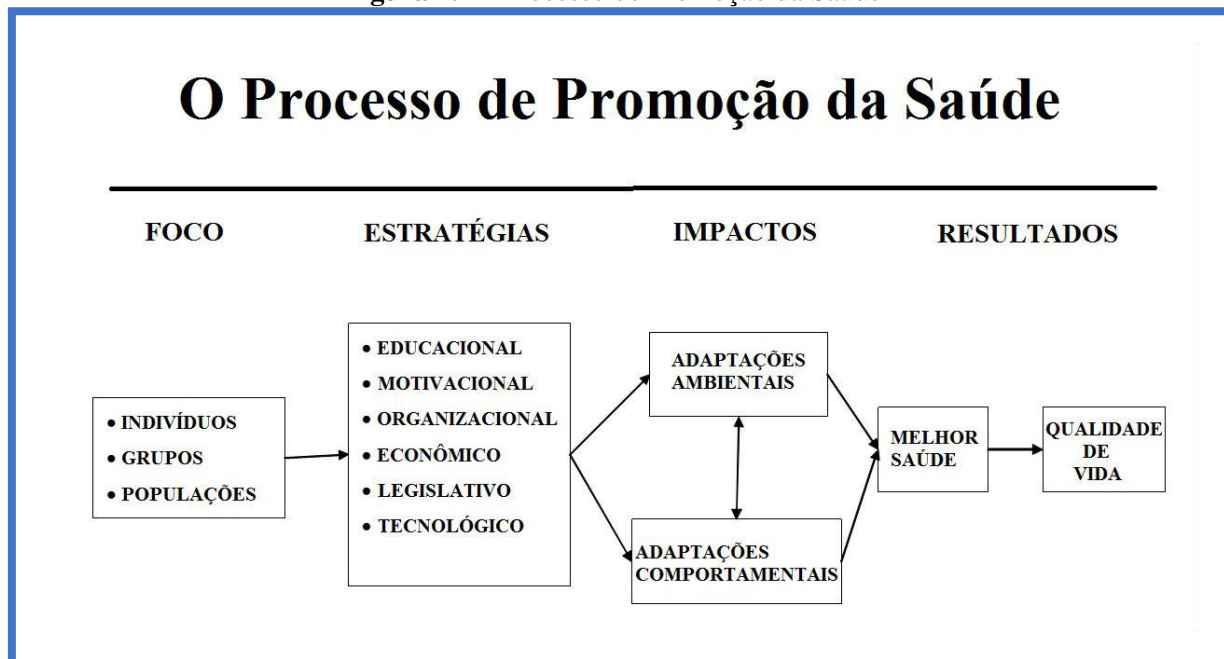 O Processo de Promoção da Saúde
FOCO
ESTRATÉGIAS
IMPACTOS
RESULTADOS
• INDIVÍDUOS
• GRUPOS
• POPULAÇÕES
• EDUCACIONAL
• MOTIVACIONAL
• ORGANIZACIONAL
• ECONÔMICO
• LEGISLATIVO
• TECNOLÓGICO
ADAPTAÇÕES
AMBIENTAIS
ADAPTAÇÕES
COMPORTAMENTAIS
MELHOR
SAÚDE
QUALIDADE
DE
VIDA